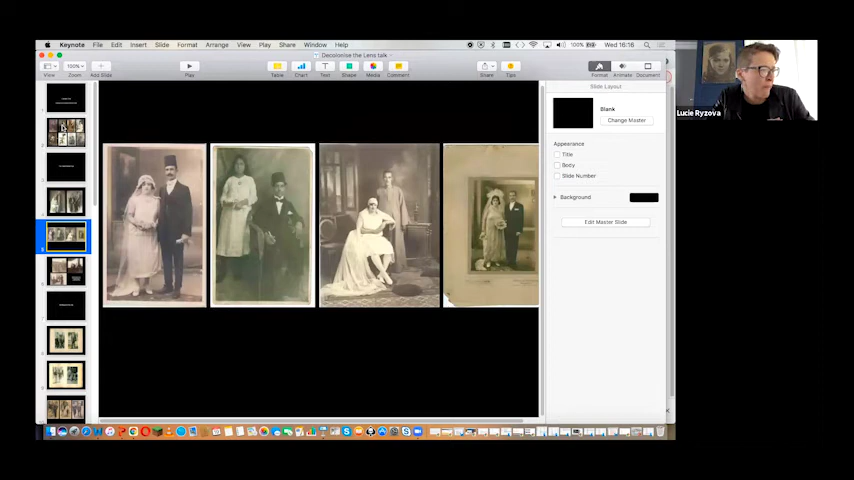 Keynote File Edit Insert Slide Format Arrange View Play Share Window Help 100% Wed 16:16
Decolonise the Lens talk
View Zoom Add Slide Play Table Chart Text Shape Media Comment Share Tips Format Animate Document
100%
Slide Layout
Blank
Change Master
Appearance
Title
Body
Slide Number
Background
Edit Master Slide
Lucie Ryzova